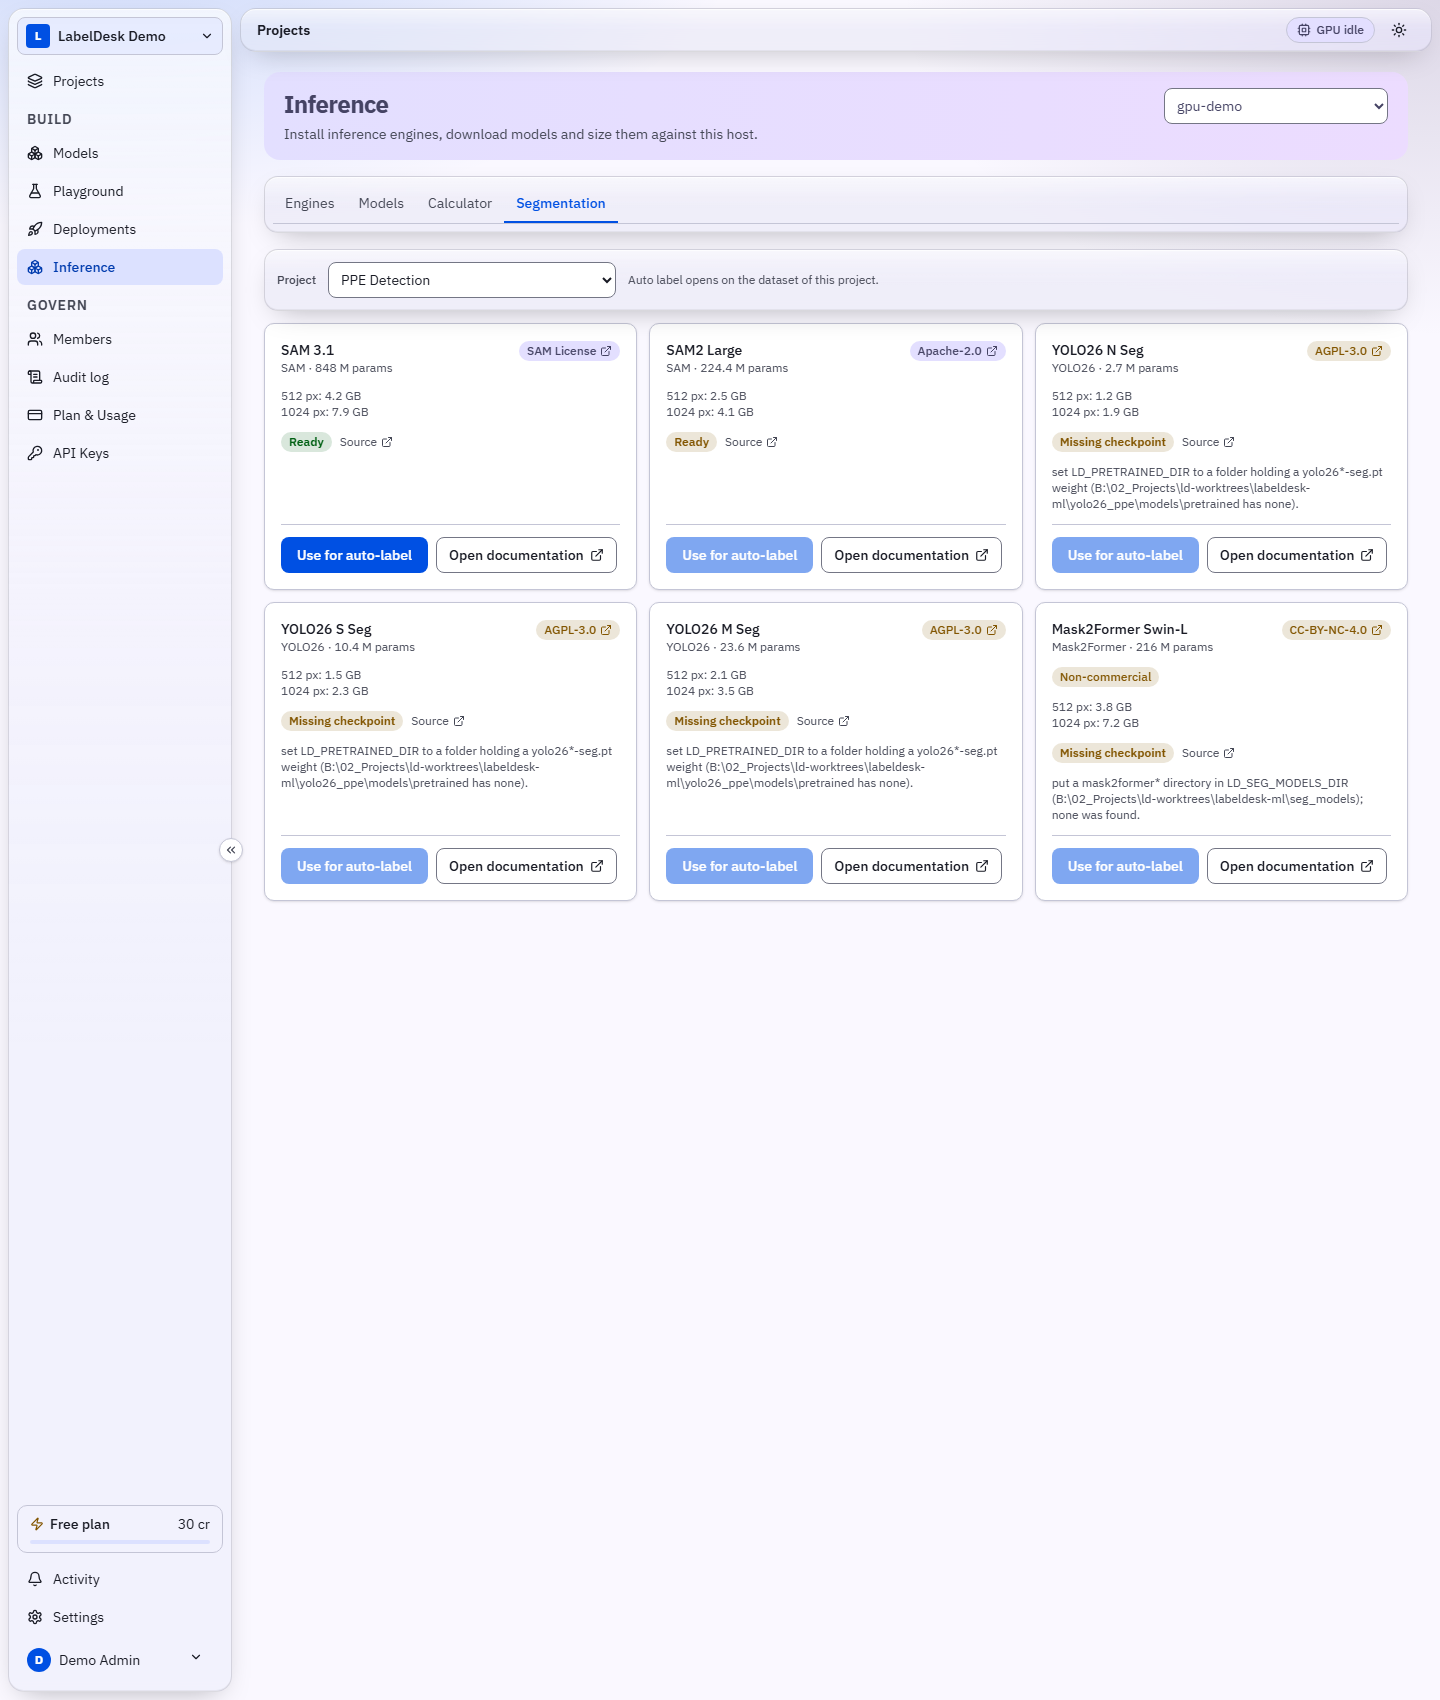 L LabelDesk Demo
Projects
BUILD
Models
Playground
Deployments
Inference
GOVERN
Members
Audit log
Plan & Usage
API Keys
Free plan 30 cr
Activity
Settings
D Demo Admin
Projects
GPU idle
Inference
Install inference engines, download models and size them against this host.
gpu-demo
Engines Models Calculator Segmentation
Project PPE Detection Auto label opens on the dataset of this project.
SAM 3.1 SAM License
SAM · 848 M params
512 px: 4.2 GB
1024 px: 7.9 GB
Ready Source
Use for auto-label Open documentation
SAM2 Large Apache-2.0
SAM · 224.4 M params
512 px: 2.5 GB
1024 px: 4.1 GB
Ready Source
Use for auto-label Open documentation
YOLO26 N Seg AGPL-3.0
YOLO26 · 2.7 M params
512 px: 1.2 GB
1024 px: 1.9 GB
Missing checkpoint Source
set LD_PRETRAINED_DIR to a folder holding a yolo26*-seg.pt
weight (B:\02_Projects\ld-worktrees\labeldesk-
ml\yolo26_ppe\models\pretrained has none).
Use for auto-label Open documentation
YOLO26 S Seg AGPL-3.0
YOLO26 · 10.4 M params
512 px: 1.5 GB
1024 px: 2.3 GB
Missing checkpoint Source
set LD_PRETRAINED_DIR to a folder holding a yolo26*-seg.pt
weight (B:\02_Projects\ld-worktrees\labeldesk-
ml\yolo26_ppe\models\pretrained has none).
Use for auto-label Open documentation
YOLO26 M Seg AGPL-3.0
YOLO26 · 23.6 M params
512 px: 2.1 GB
1024 px: 3.5 GB
Missing checkpoint Source
set LD_PRETRAINED_DIR to a folder holding a yolo26*-seg.pt
weight (B:\02_Projects\ld-worktrees\labeldesk-
ml\yolo26_ppe\models\pretrained has none).
Use for auto-label Open documentation
Mask2Former Swin-L CC-BY-NC-4.0
Mask2Former · 216 M params
Non-commercial
512 px: 3.8 GB
1024 px: 7.2 GB
Missing checkpoint Source
put a mask2former* directory in LD_SEG_MODELS_DIR
(B:\02_Projects\ld-worktrees\labeldesk-ml\seg_models);
none was found.
Use for auto-label Open documentation